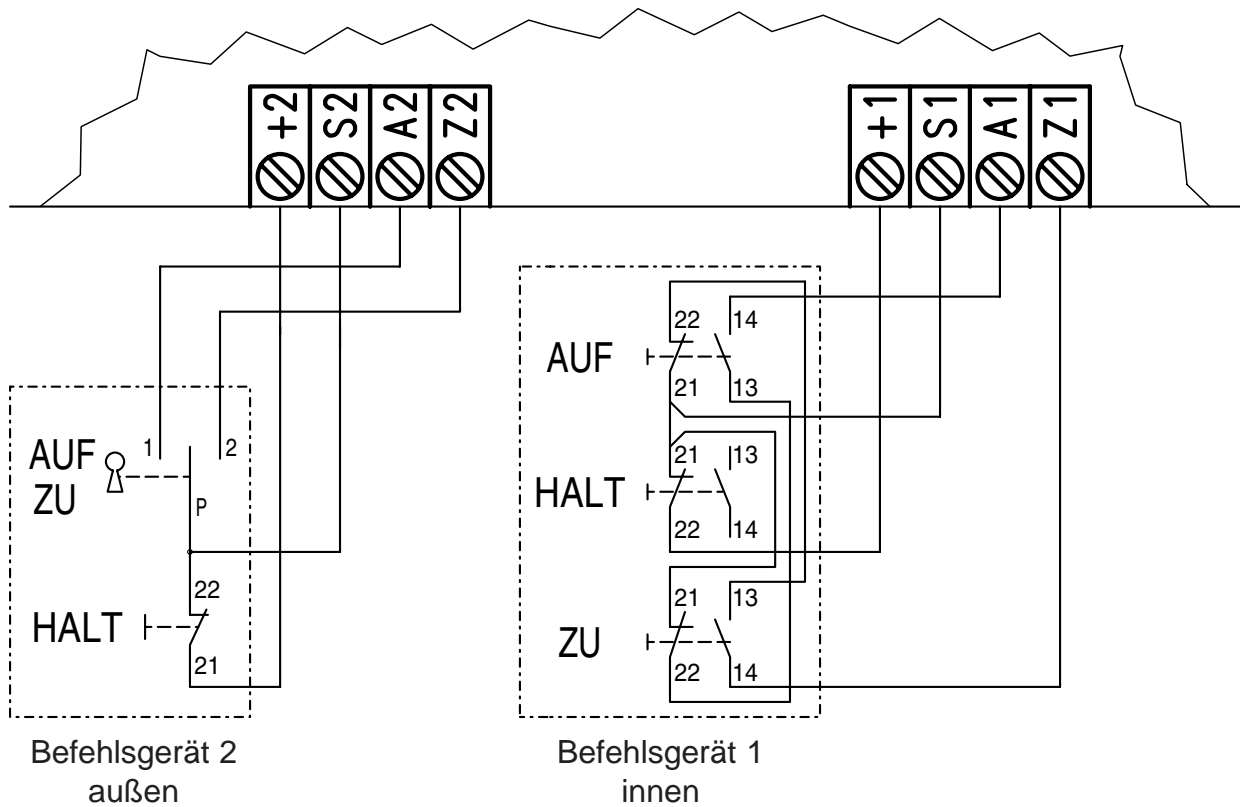 +2 S2 A2 Z2
+1 S1 A1 Z1
AUF
ZU
1
2
P
22
HALT
21
Befehlsgerät 2
außen
22 14
AUF
21 13
21 13
HALT
22 14
21 13
ZU
22 14
Befehlsgerät 1
innen